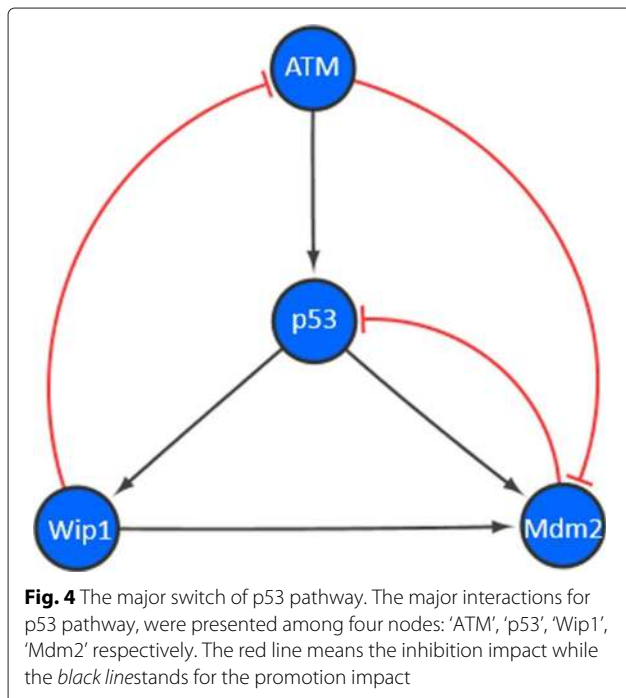 ATM
p53
Wip1
Mdm2
Fig. 4 The major switch of p53 pathway. The major interactions for
p53 pathway, were presented among four nodes: ‘ATM’, ‘p53’, ‘Wip1’,
‘Mdm2’ respectively. The red line means the inhibition impact while
the black linestands for the promotion impact